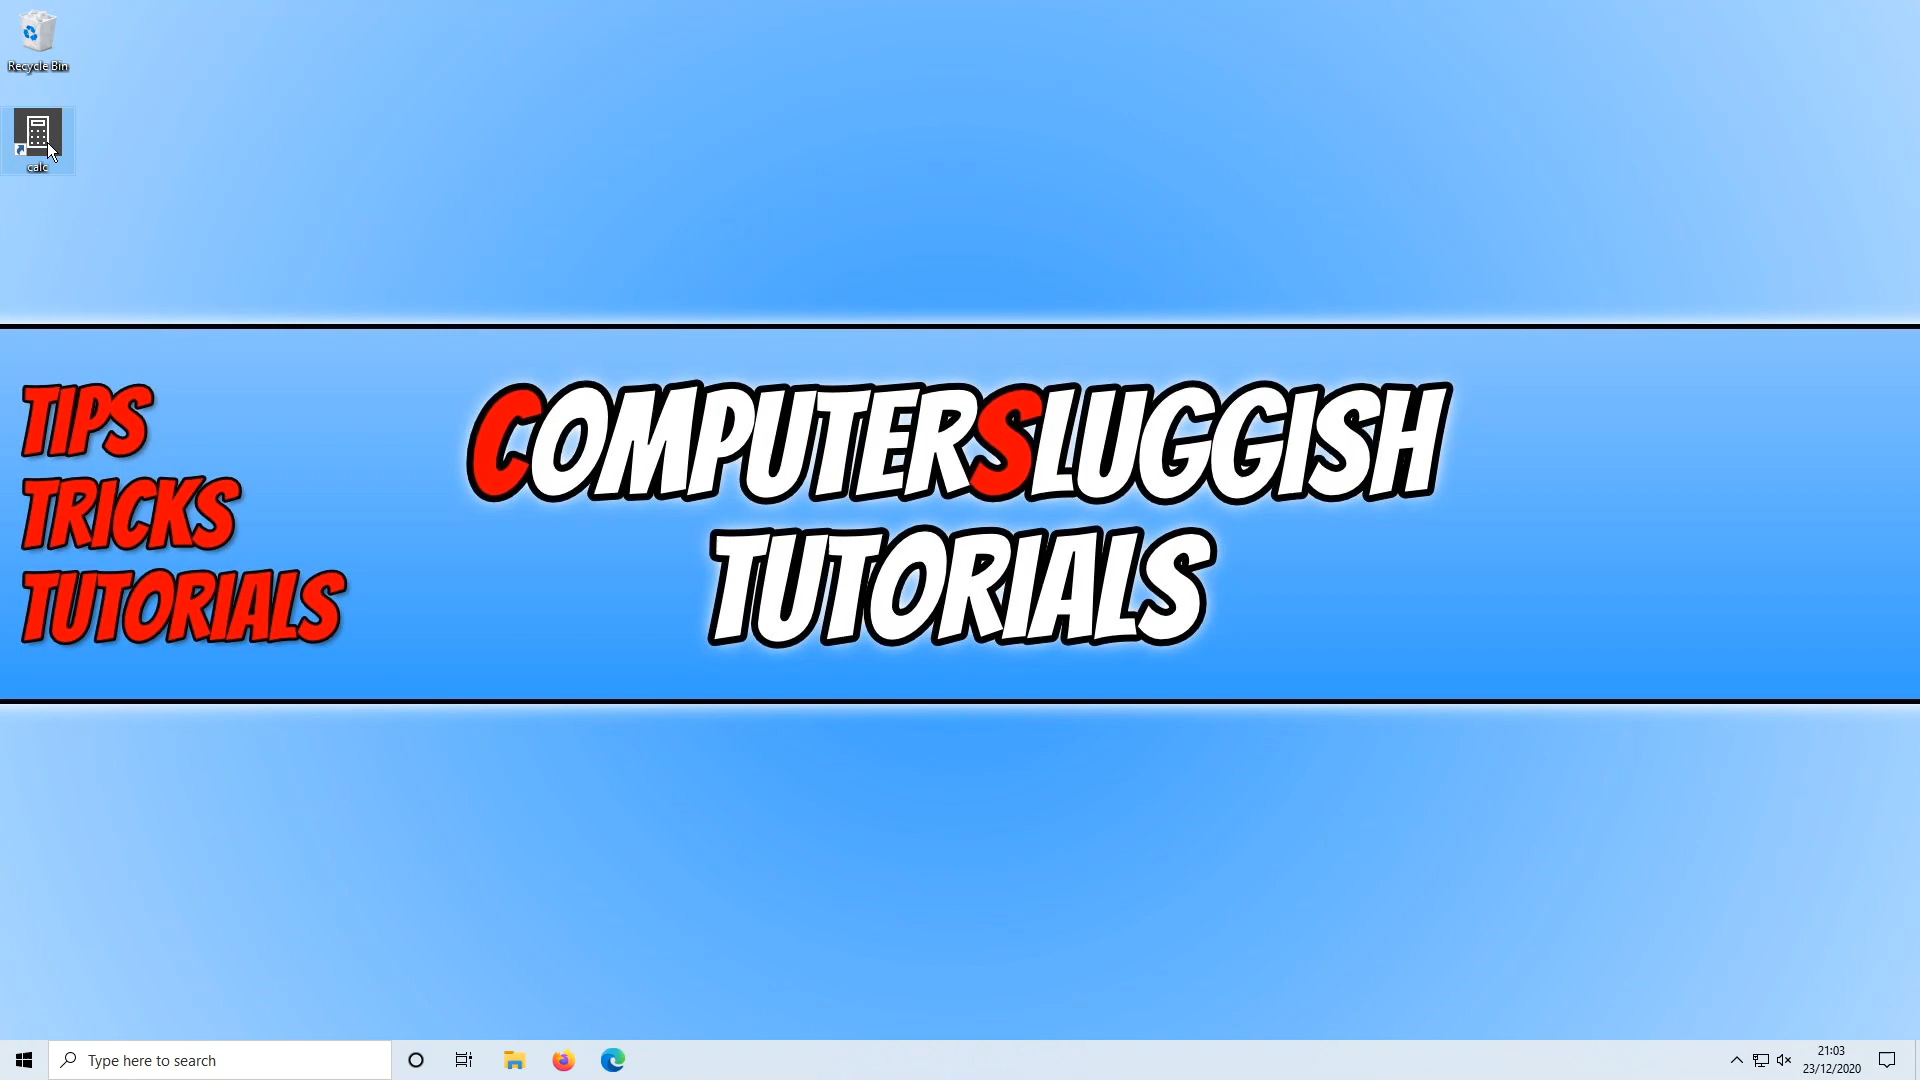 Recycle Bin
calc
TIPS
TRICKS
TUTORIALS
COMPUTERSLUGGISH
TUTORIALS
Type here to search
21:03
23/12/2020